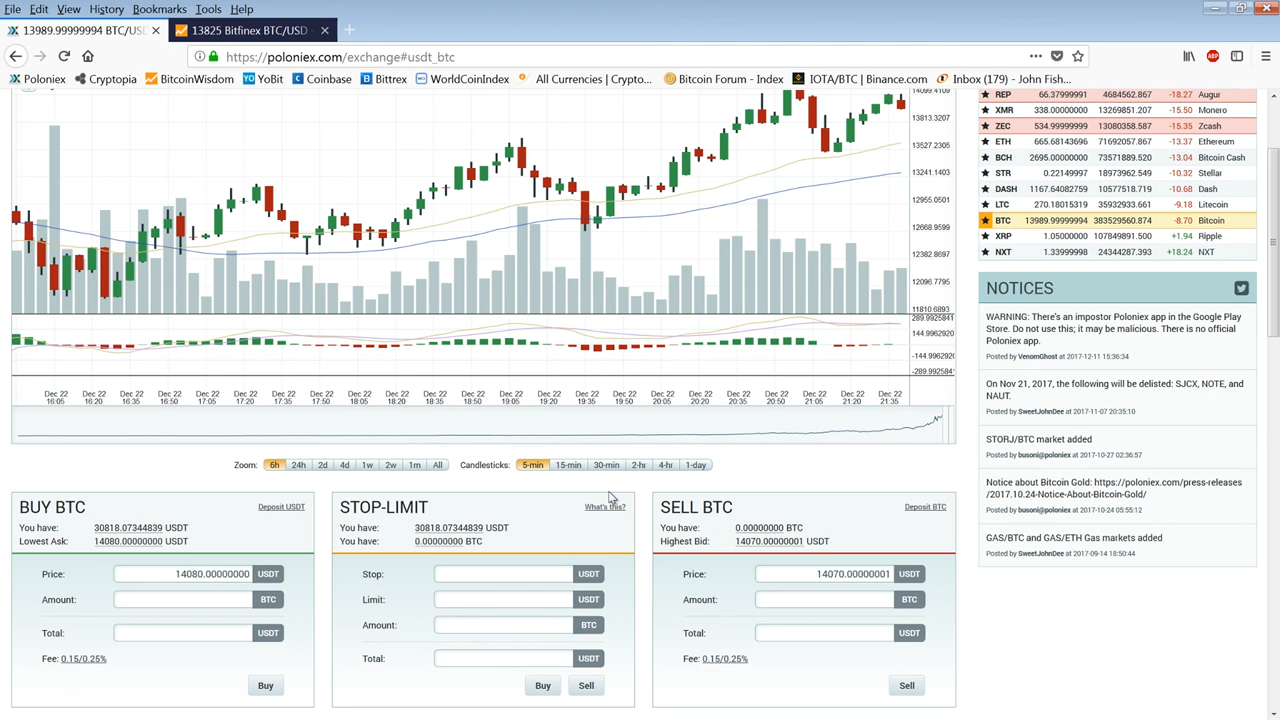 File Edit View History Bookmarks Tools Help
13989.99999994 BTC/US
13825 Bitfinex BTC/USD
https://poloniex.com/exchange#usdt_btc
Poloniex Cryptopia BitcoinWisdom YoBit Coinbase Bittrex WorldCoinIndex All Currencies | Crypto... Bitcoin Forum - Index IOTA/BTC | Binance.com Inbox (179) - John Fish...
14099.4109
13813.3207
13527.2305
13241.1403
12955.0501
12668.9599
12382.8697
12096.7795
11810.6893
289.9925841
144.9962920
-144.9962920
-289.9925841
Dec 22 16:05
Dec 22 16:20
Dec 22 16:35
Dec 22 16:50
Dec 22 17:05
Dec 22 17:20
Dec 22 17:35
Dec 22 17:50
Dec 22 18:05
Dec 22 18:20
Dec 22 18:35
Dec 22 18:50
Dec 22 19:05
Dec 22 19:20
Dec 22 19:35
Dec 22 19:50
Dec 22 20:05
Dec 22 20:20
Dec 22 20:35
Dec 22 20:50
Dec 22 21:05
Dec 22 21:20
Dec 22 21:35
Zoom: 6h 24h 2d 4d 1w 2w 1m All Candlesticks: 5-min 15-min 30-min 2-hr 4-hr 1-day
BUY BTC Deposit USDT
You have: 30818.07344839 USDT
Lowest Ask: 14080.00000000 USDT
Price: 14080.00000000 USDT
Amount: BTC
Total: USDT
Fee: 0.15/0.25%
Buy
STOP-LIMIT What's this?
You have: 30818.07344839 USDT
You have: 0.00000000 BTC
Stop: USDT
Limit: USDT
Amount: BTC
Total: USDT
Buy Sell
SELL BTC Deposit BTC
You have: 0.00000000 BTC
Highest Bid: 14070.00000001 USDT
Price: 14070.00000001 USDT
Amount: BTC
Total: USDT
Fee: 0.15/0.25%
Sell
REP 66.37999991 4684562.867 -18.27 Augur
XMR 338.00000000 13269851.207 -15.50 Monero
ZEC 534.99999999 13080358.587 -15.35 Zcash
ETH 665.68143696 71692057.867 -13.37 Ethereum
BCH 2695.00000000 73571889.520 -13.04 Bitcoin Cash
STR 0.22149997 18973962.549 -10.32 Stellar
DASH 1167.64082759 10577518.719 -10.68 Dash
LTC 270.18015319 35932933.661 -9.18 Litecoin
BTC 13989.99999994 383529560.874 -8.70 Bitcoin
XRP 1.05000000 107849891.500 +1.94 Ripple
NXT 1.33999998 24344287.393 +18.24 NXT
NOTICES
WARNING: There's an impostor Poloniex app in the Google Play
Store. Do not use this; it may be malicious. There is no official
Poloniex app.
Posted by VenomGhost at 2017-12-11 15:36:34
On Nov 21, 2017, the following will be delisted: SJCX, NOTE, and
NAUT.
Posted by SweetJohnDee at 2017-11-07 20:35:10
STORJ/BTC market added
busoni@poloniex at 2017-10-27 02:36:57
Notice about Bitcoin Gold: https://poloniex.com/press-releases
/2017.10.24-Notice-About-Bitcoin-Gold/
Posted by busoni@poloniex at 2017-10-24 05:55:12
GAS/BTC and GAS/ETH Gas markets added
Posted by SweetJohnDee at 2017-09-14 18:50:44